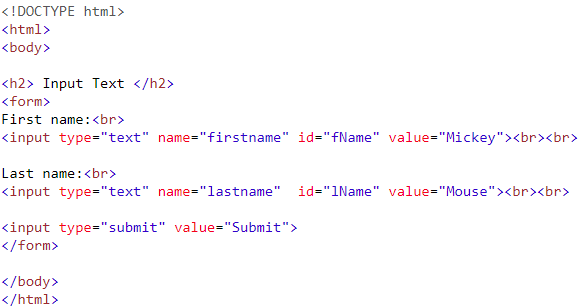 <!DOCTYPE html>
<html>
<body>
<h2> Input Text </h2>
<form>
First name:<br>
<input type="text" name="firstname" id="fName" value="Mickey"><br><br>
Last name:<br>
<input type="text" name="lastname"  id="lName" value="Mouse"><br><br>
<input type="submit" value="Submit">
</form>
</body>
</html>